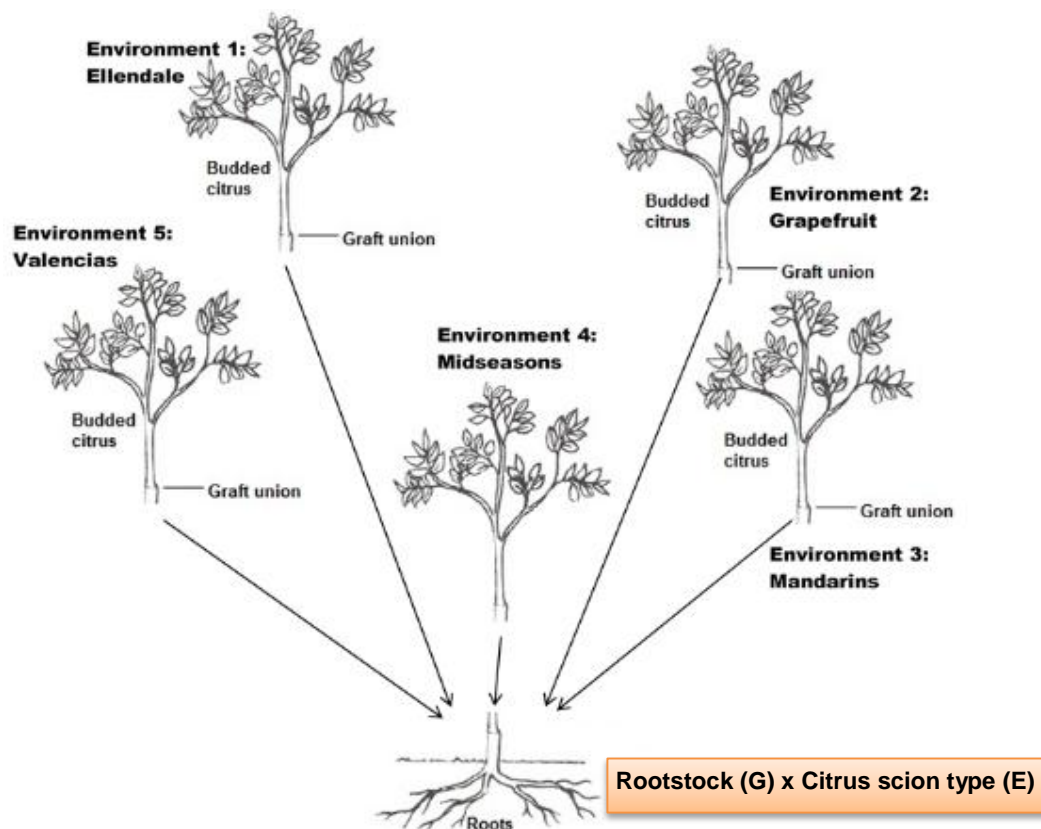 Environment 1:
Ellendale
Budded
citrus
Graft union
Environment 2:
Grapefruit
Budded
citrus
Graft union
Environment 5:
Valencias
Budded
citrus
Graft union
Environment 4:
Midseasons
Budded
citrus
Graft union
Environment 3:
Mandarins
Rootstock (G) x Citrus scion type (E)
Roots